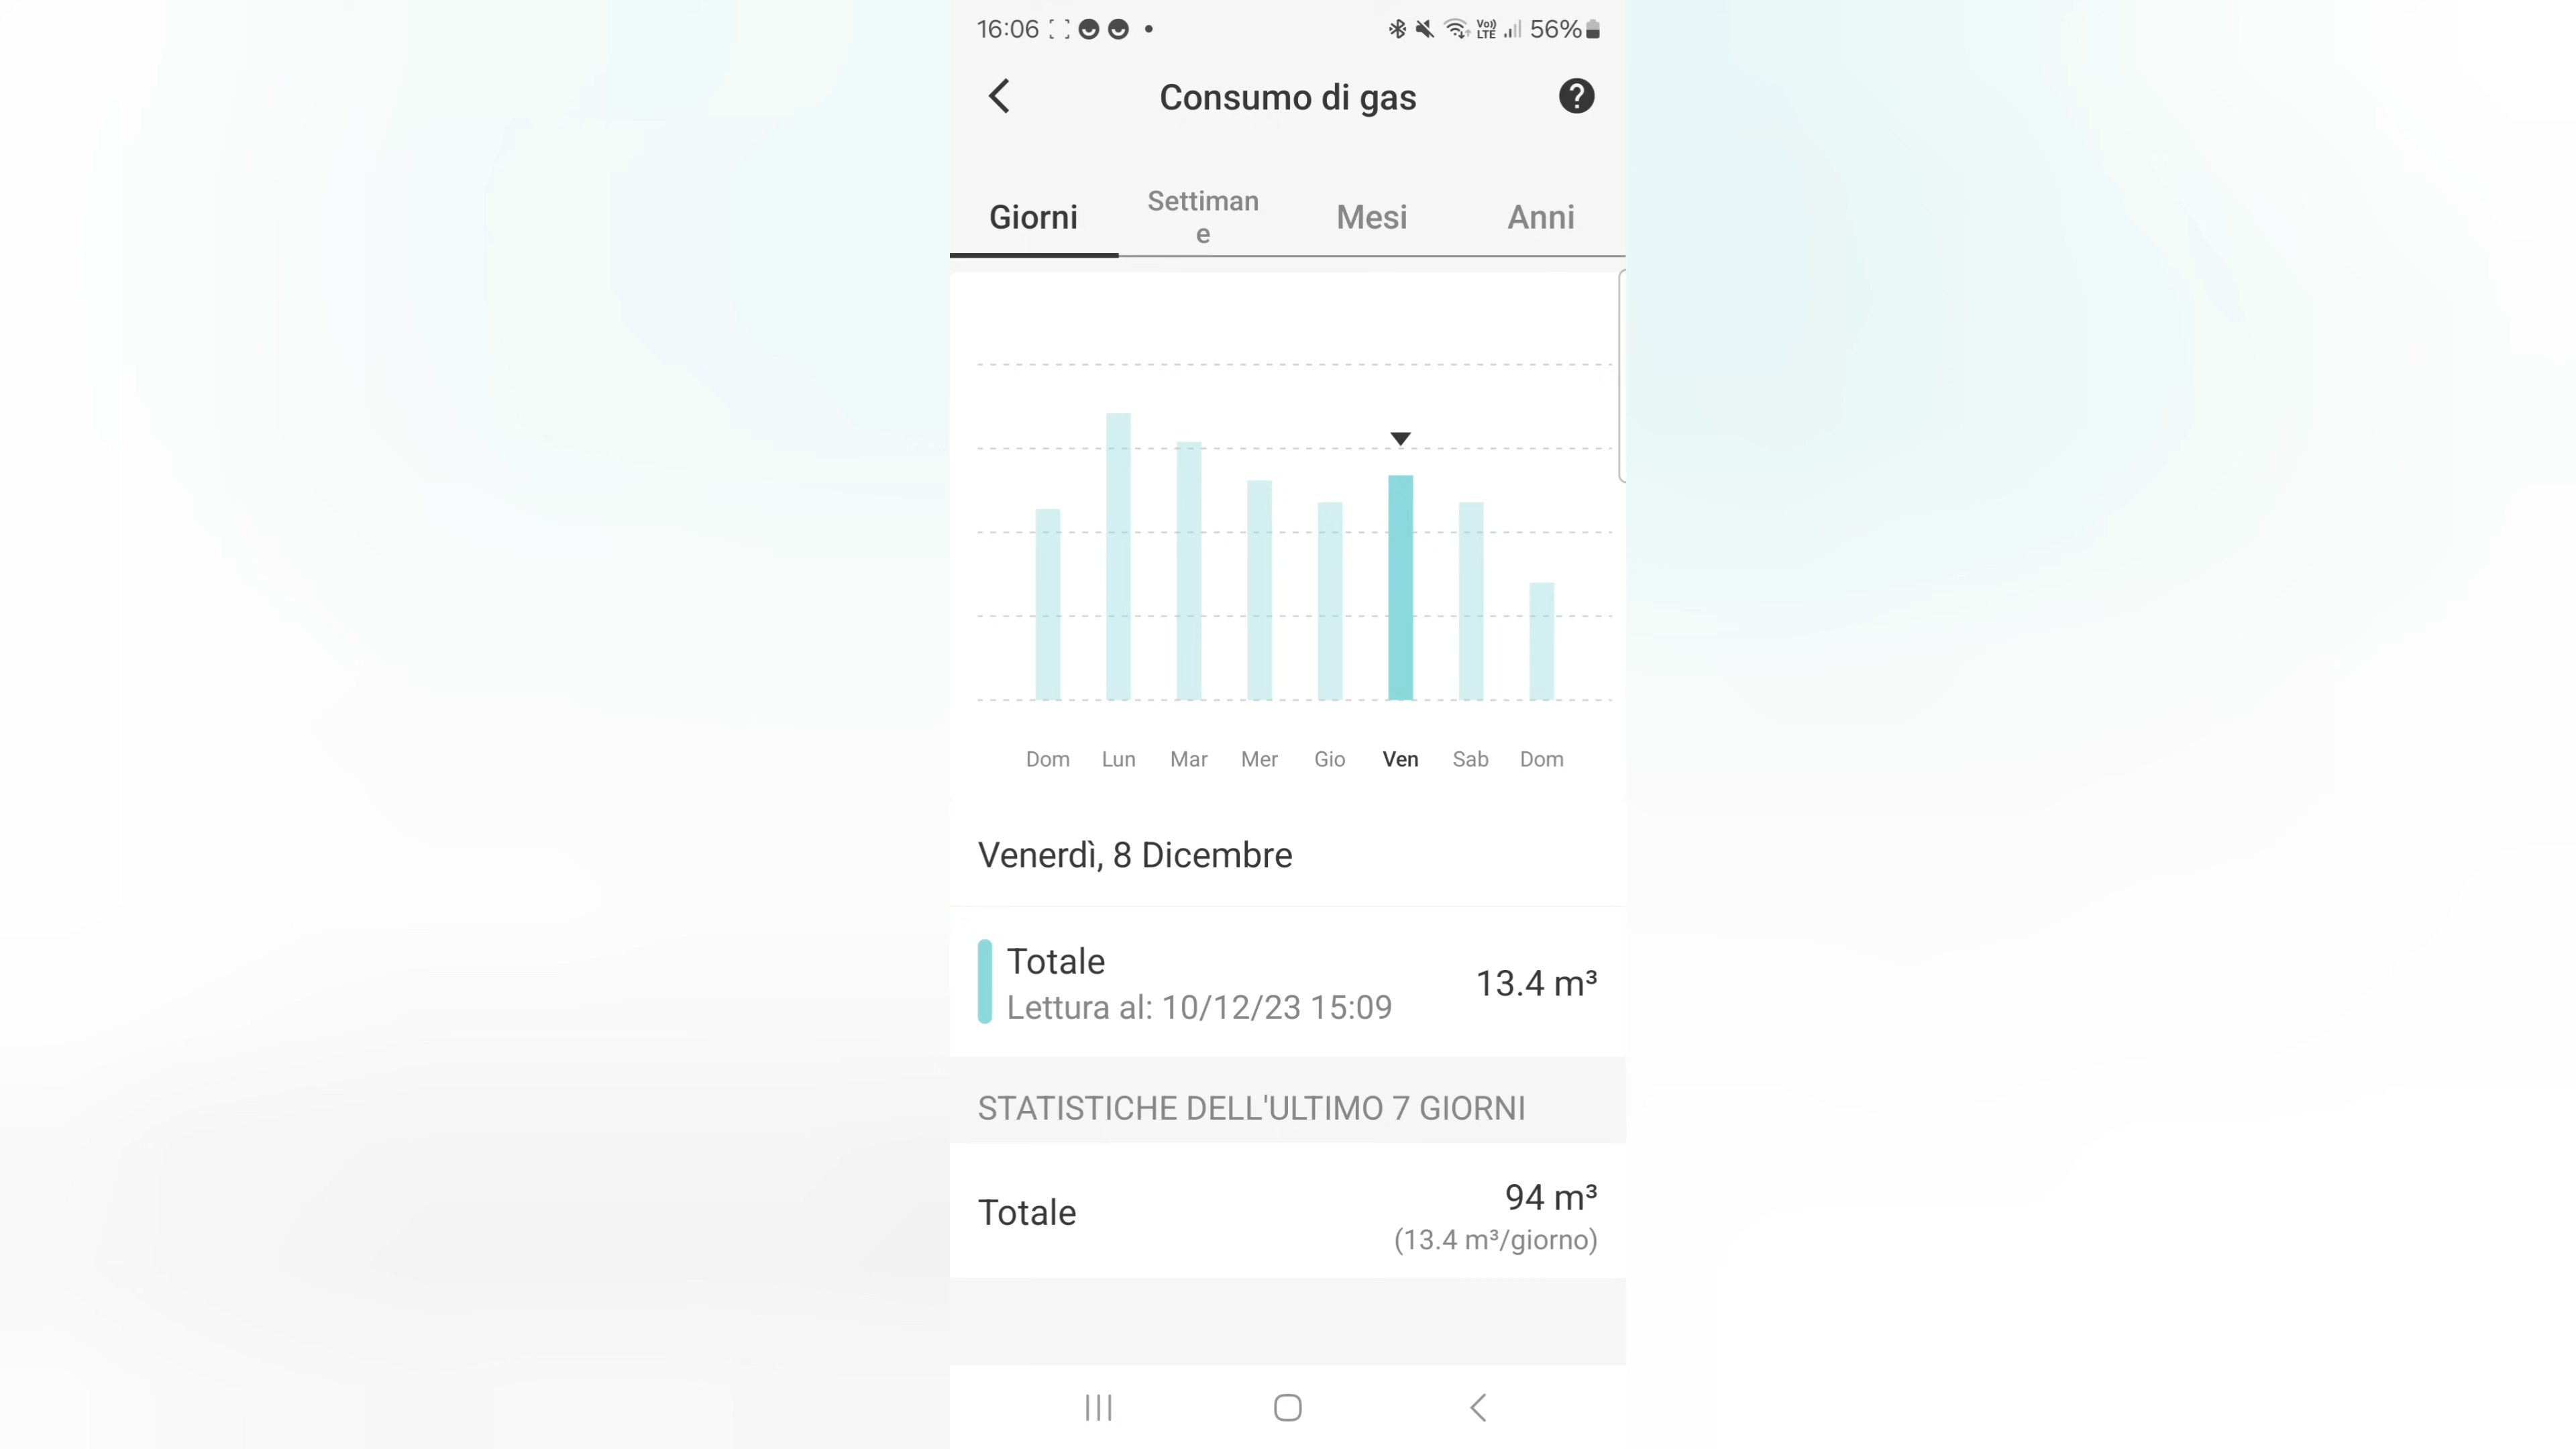 16:06 56%
Vo)) LTE
Consumo di gas
Giorni
Settiman
e
Mesi
Anni
Dom Lun Mar Mer Gio Ven Sab Dom
Venerdì, 8 Dicembre
Totale
Lettura al: 10/12/23 15:09
13.4 m³
STATISTICHE DELL'ULTIMO 7 GIORNI
Totale
94 m³
(13.4 m³/giorno)